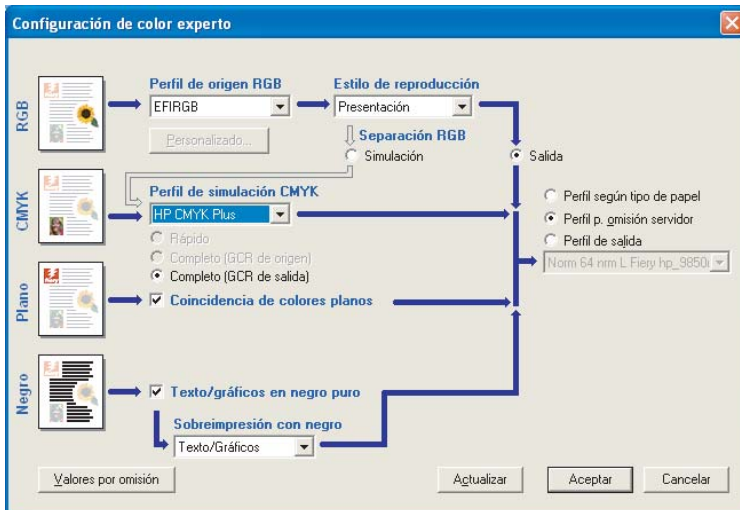 Configuración de color experto
Perfil de origen RGB
Estilo de reproducción
RGB
EFIRGB
Presentación
Personalizado...
Separación RGB
Simulación
Salida
CMYK
Perfil de simulación CMYK
HP CMYK Plus
Rápido
Completo (GCR de origen)
Completo (GCR de salida)
Perfil según tipo de papel
Perfil p. omisión servidor
Perfil de salida
Norm 64 nrm L Fiery hp_9850
Plano
Coincidencia de colores planos
Negro
Texto/gráficos en negro puro
Sobreimpresión con negro
Texto/Gráficos
Valores por omisión
Actualizar
Aceptar
Cancelar